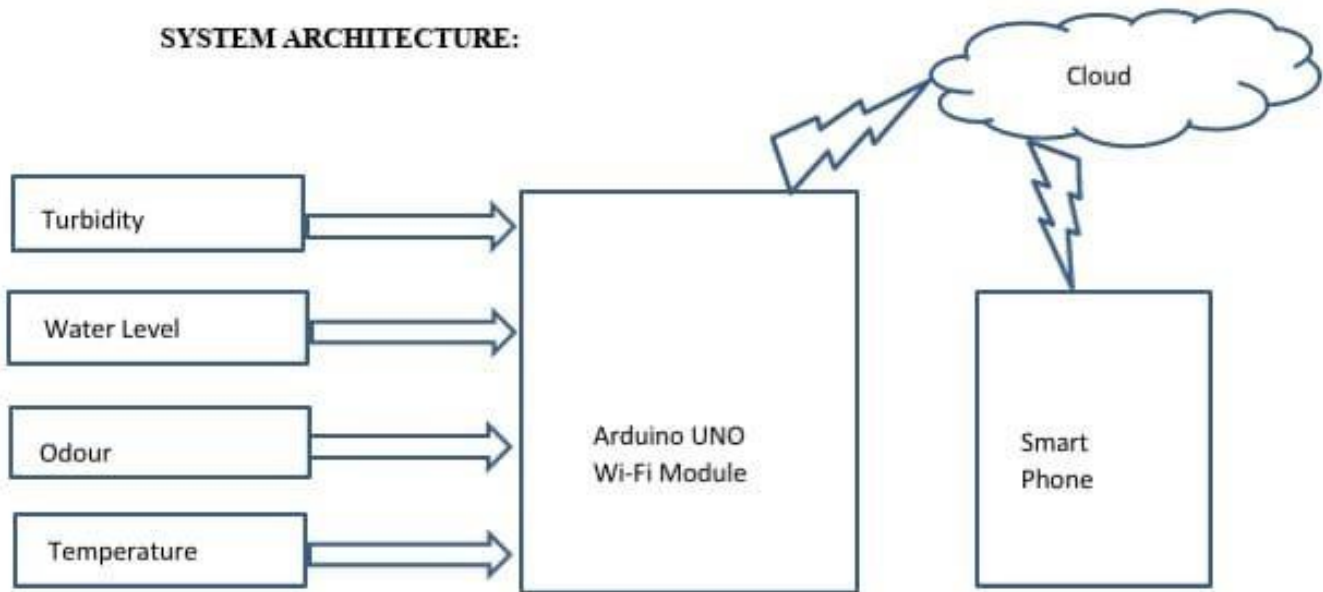 SYSTEM ARCHITECTURE:
Cloud
Turbidity
Water Level
Odour
Temperature
Arduino UNO
Wi-Fi Module
Smart
Phone